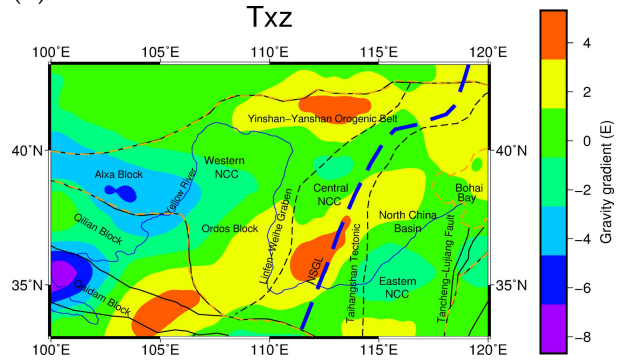 Txz
100°E 105°E 110°E 115°E 120°E
Yinshan–Yanshan Orogenic Belt
40°N
40°N
Western
NCC
Alxa Block
Yellow River
Central
NCC
Bohai
Bay
Qilian Block
Ordos Block
Linfen–Weihe Graben
North China
Basin
NSGL
Taihangshan Tectonic
Tancheng–Lujiang Fault
35°N
35°N
Qaidam Block
Eastern
NCC
100°E 105°E 110°E 115°E 120°E
4
2
0
−2
−4
−6
−8
Gravity gradient (E)